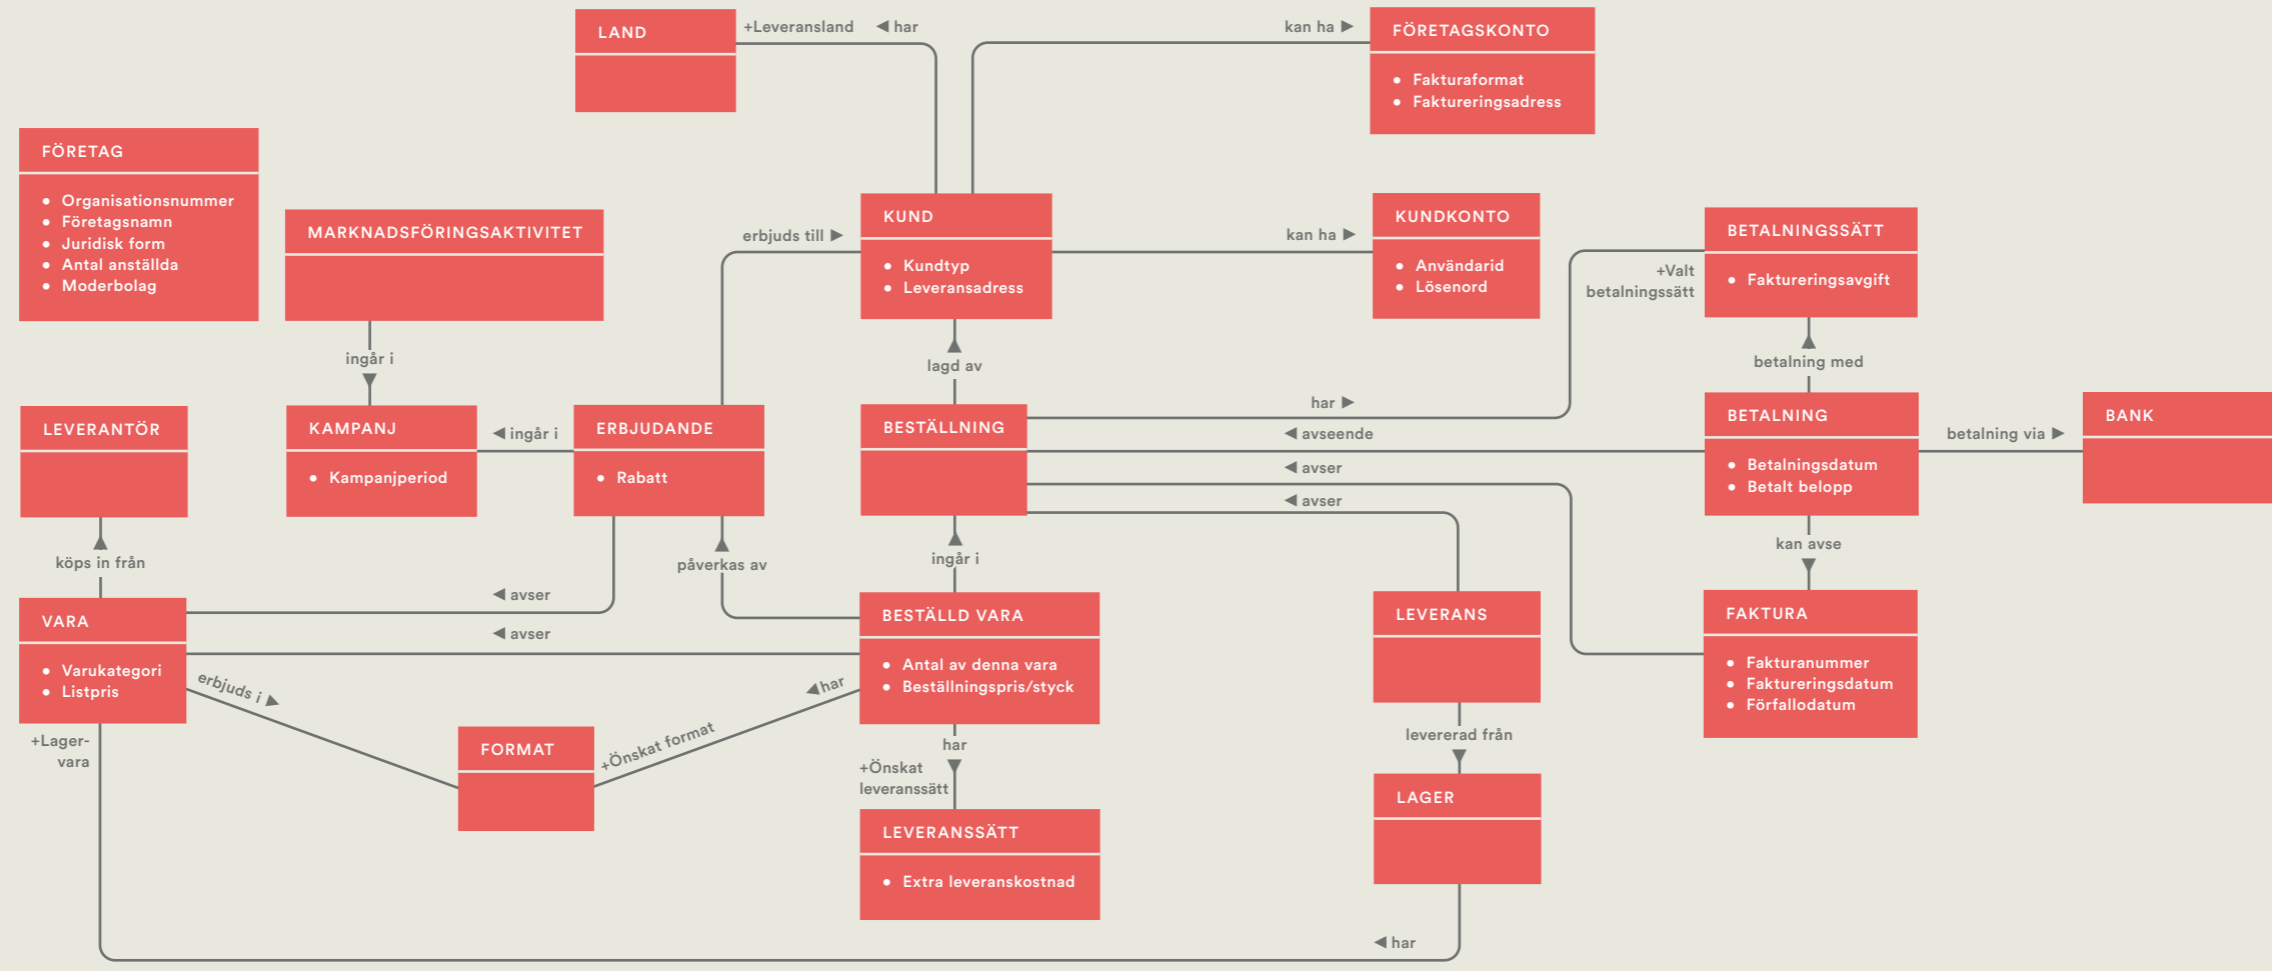 LAND
+Leveransland
◀ har
kan ha ▶
FÖRETAGSKONTO
• Fakturaformat
• Faktureringsadress
FÖRETAG
• Organisationsnummer
• Företagsnamn
• Juridisk form
• Antal anställda
• Moderbolag
MARKNADSFÖRINGSAKTIVITET
ingår i
▼
erbjuds till ▶
KUND
• Kundtyp
• Leveransadress
kan ha ▶
KUNDKONTO
• Användarid
• Lösenord
+Valt
betalningssätt
BETALNINGSSÄTT
• Faktureringsavgift
▲
lagd av
▲
betalning med
LEVERANTÖR
KAMPANJ
• Kampanjperiod
◀ ingår i
ERBJUDANDE
• Rabatt
BESTÄLLNING
har ▶
◀ avseende
◀ avser
◀ avser
BETALNING
• Betalningsdatum
• Betalt belopp
betalning via ▶
BANK
▲
köps in från
▲
påverkas av
▲
ingår i
kan avse
▼
◀ avser
◀ avser
VARA
• Varukategori
• Listpris
erbjuds i ▶
BESTÄLLD VARA
• Antal av denna vara
• Beställningspris/styck
◀ har
+Önskat format
LEVERANS
FAKTURA
• Fakturanummer
• Faktureringsdatum
• Förfallodatum
+Lager-
vara
FORMAT
har
▼
+Önskat
leveranssätt
levererad från
▼
LEVERANSSÄTT
• Extra leveranskostnad
LAGER
◀ har